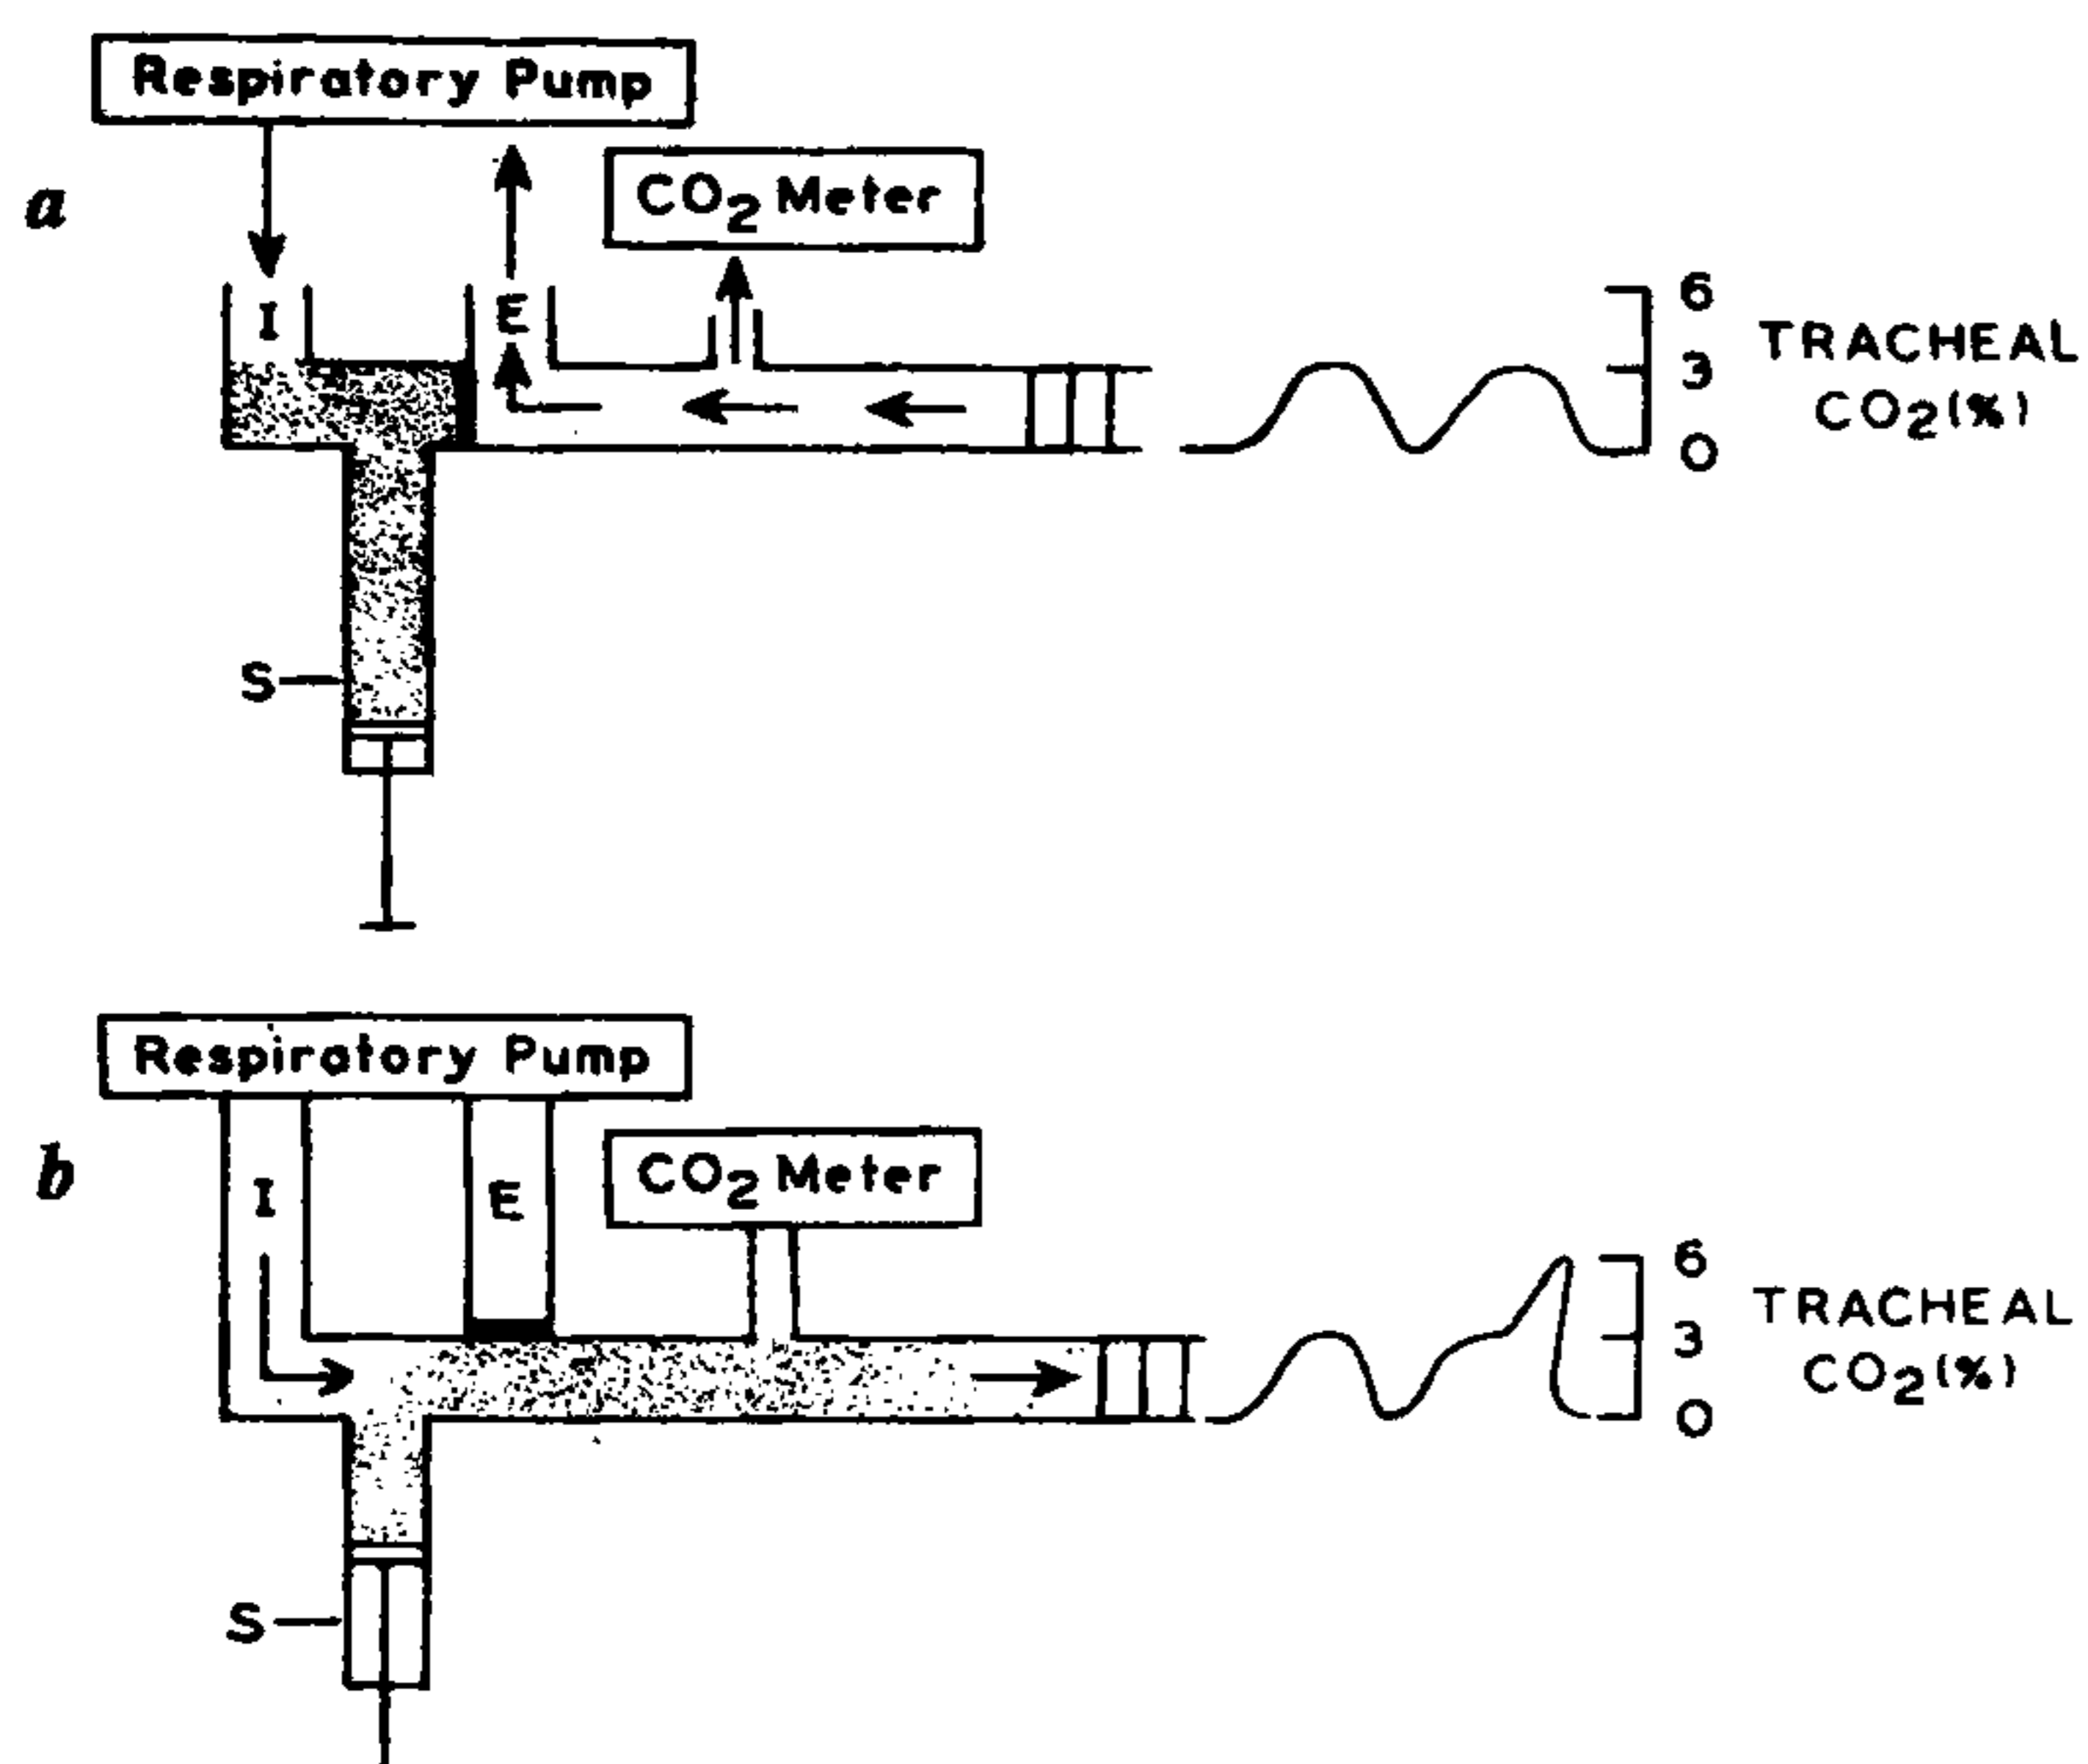 Respiratory Pump
a
CO2 Meter
I
E
6
3
0
TRACHEAL
CO2(%)
S
Respiratory Pump
b
CO2 Meter
I
E
6
3
0
TRACHEAL
CO2(%)
S